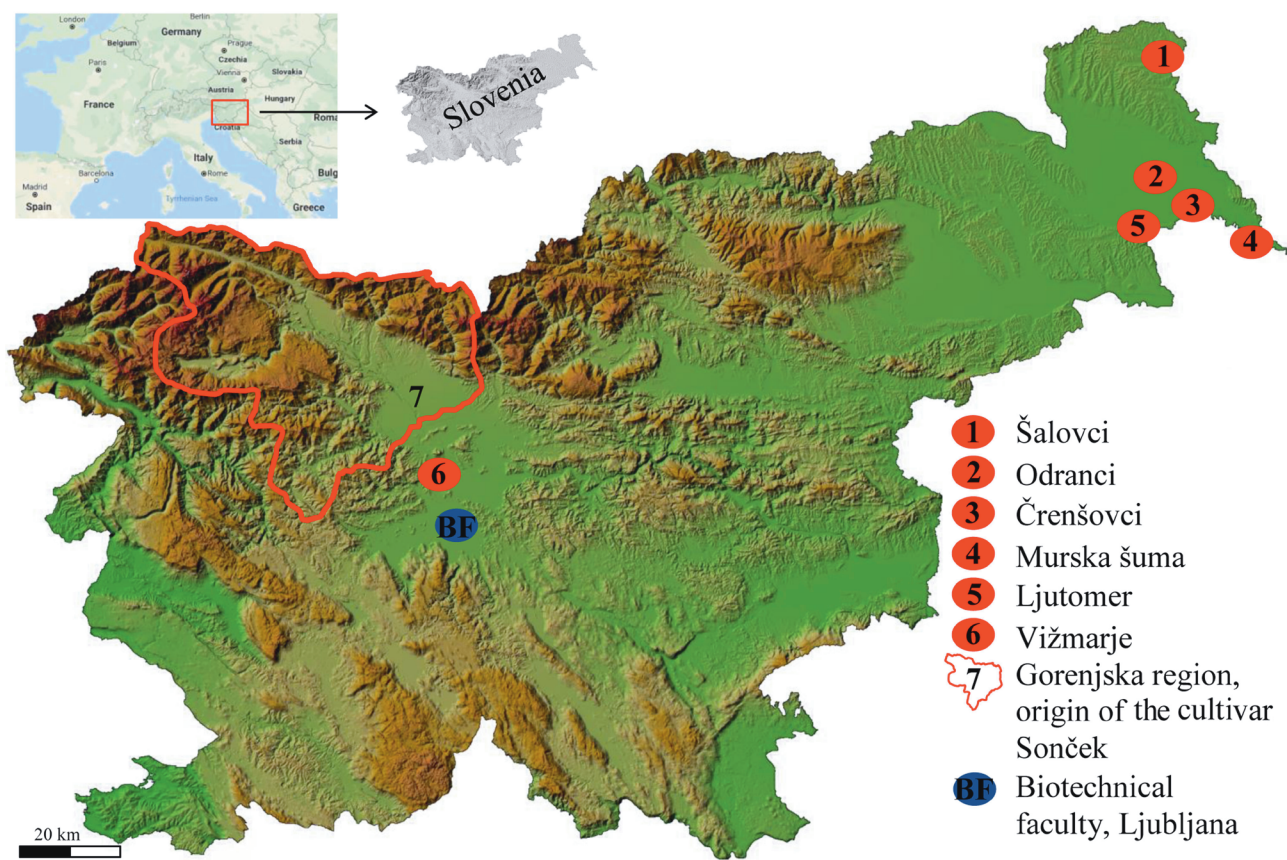 London
Berlin
Germany
Belgium
Prague
Czechia
Paris
Vienna
Slovakia
Austria
France
Hungary
Roma
Croatia
Serbia
Italy
Barcelona
Rome
Bulg
Madrid
Tyrrhenian Sea
Spain
Greece
Slovenia
1
2
3
5
4
7
6
BF
1 Šalovci
2 Odranci
3 Črenšovci
4 Murska šuma
5 Ljutomer
6 Vižmarje
7 Gorenjska region,
origin of the cultivar
Sonček
BF Biotechnical
faculty, Ljubljana
20 km